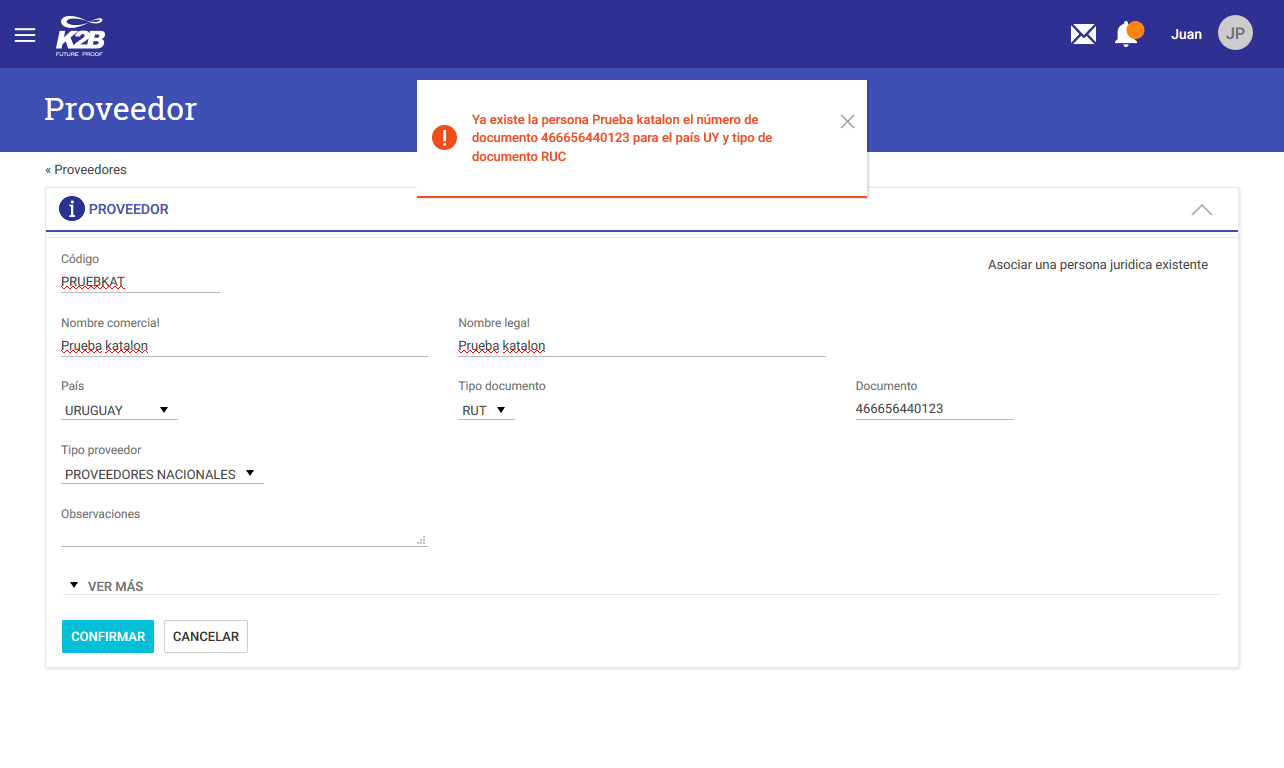 K2B
FUTURE PROOF
Juan
JP
Proveedor
Ya existe la persona Prueba katalon el número de
documento 466656440123 para el país UY y tipo de
documento RUC
« Proveedores
PROVEEDOR
Código
PRUEBKAT
Asociar una persona juridica existente
Nombre comercial
Nombre legal
Prueba katalon
Prueba katalon
País
Tipo documento
Documento
URUGUAY
RUT
466656440123
Tipo proveedor
PROVEEDORES NACIONALES
Observaciones
VER MÁS
CONFIRMAR
CANCELAR